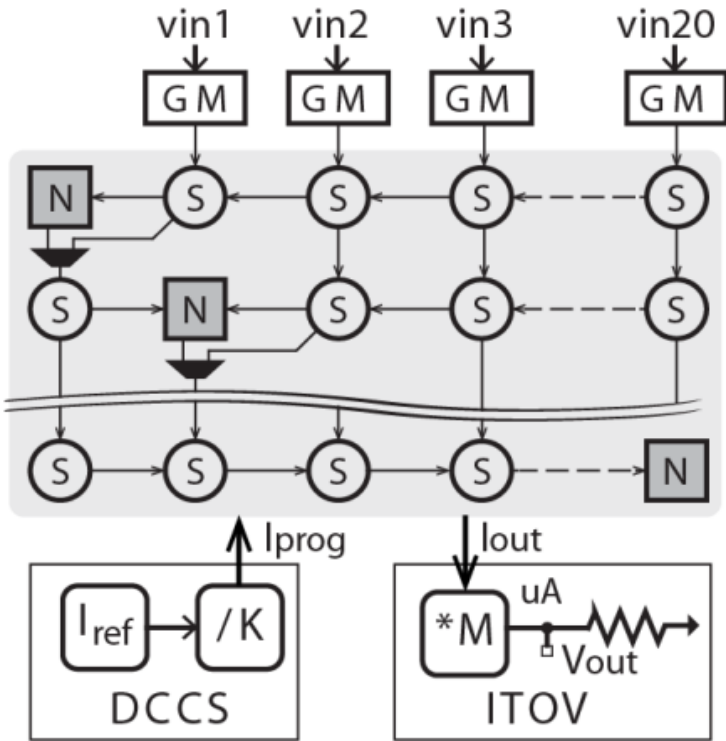 vin1 vin2 vin3 vin20
GM GM GM GM
N S S S S
S N S S S
S S S S N
Iprog Iout
Iref /K *M uA Vout
DCCS ITOV